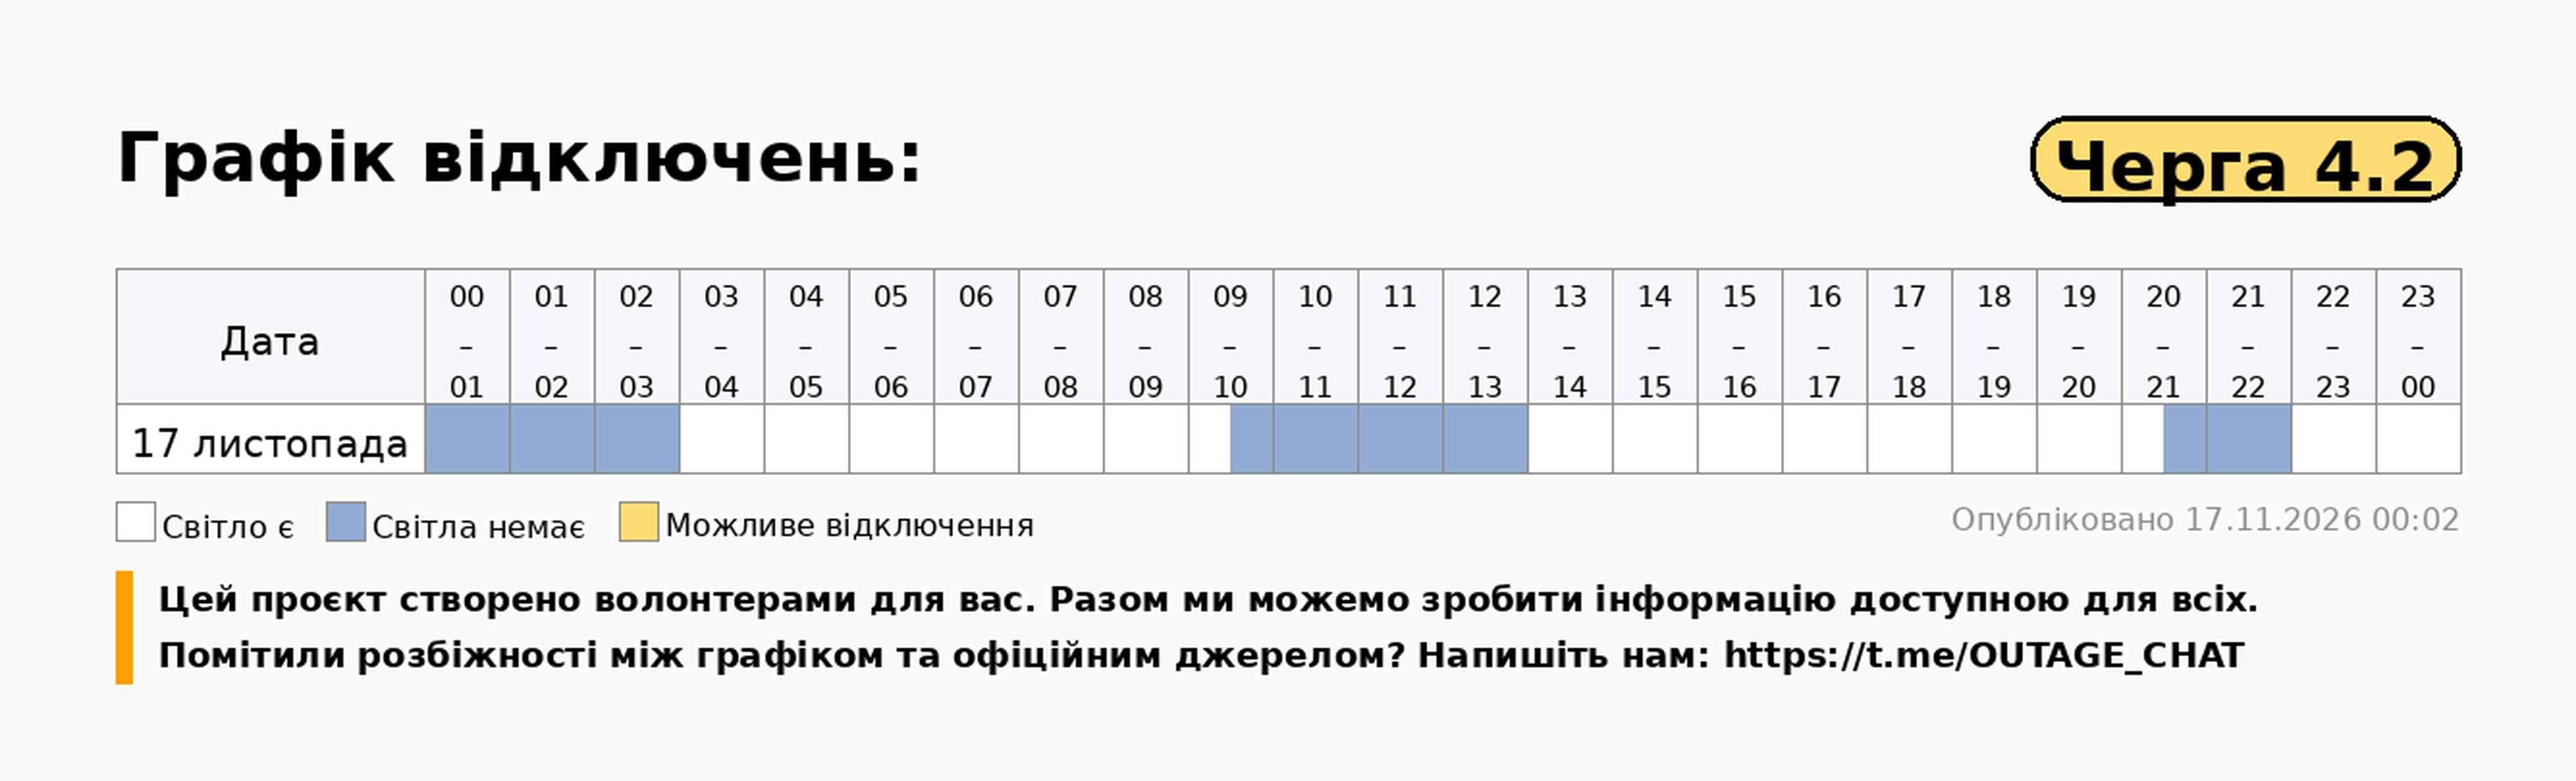 Графік відключень:
Черга 4.2
Дата
00 – 01
01 – 02
02 – 03
03 – 04
04 – 05
05 – 06
06 – 07
07 – 08
08 – 09
09 – 10
10 – 11
11 – 12
12 – 13
13 – 14
14 – 15
15 – 16
16 – 17
17 – 18
18 – 19
19 – 20
20 – 21
21 – 22
22 – 23
23 – 00
17 листопада
Світло є
Світла немає
Можливе відключення
Опубліковано 17.11.2026 00:02
Цей проєкт створено волонтерами для вас. Разом ми можемо зробити інформацію доступною для всіх.
Помітили розбіжності між графіком та офіційним джерелом? Напишіть нам: https://t.me/OUTAGE_CHAT